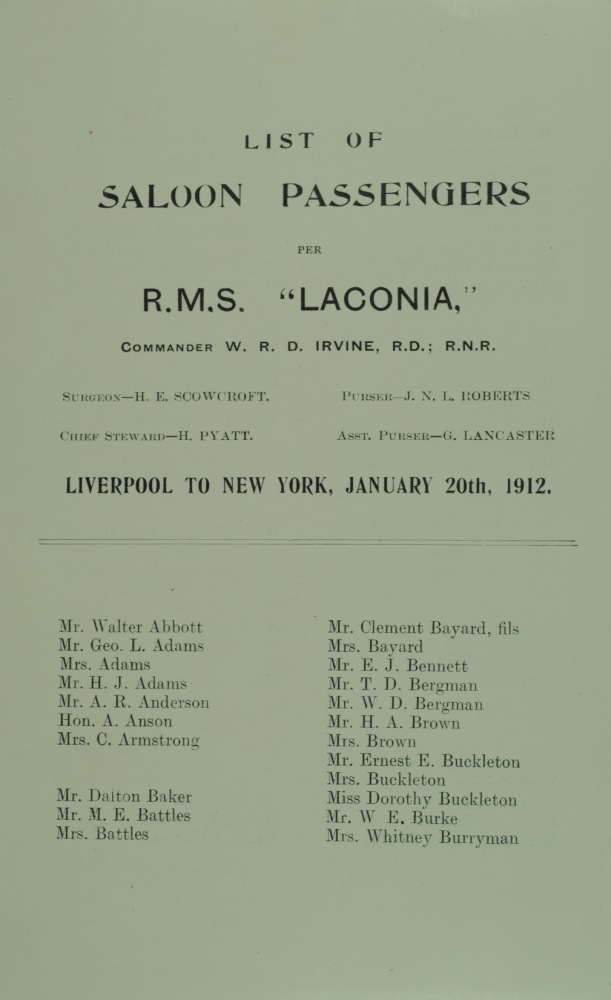 LIST OF
SALOON PASSENGERS
PER
R.M.S. "LACONIA,"
COMMANDER W. R. D. IRVINE, R.D.; R.N.R.
SURGEON—H. E. SCOWCROFT. PURSER—J. N. L. ROBERTS
CHIEF STEWARD—H. PYATT. ASST. PURSER—G. LANCASTER
LIVERPOOL TO NEW YORK, JANUARY 20th, 1912.
Mr. Walter Abbott
Mr. Geo. L. Adams
Mrs. Adams
Mr. H. J. Adams
Mr. A. R. Anderson
Hon. A. Anson
Mrs. C. Armstrong
Mr. Dalton Baker
Mr. M. E. Battles
Mrs. Battles
Mr. Clement Bayard, fils
Mrs. Bayard
Mr. E. J. Bennett
Mr. T. D. Bergman
Mr. W. D. Bergman
Mr. H. A. Brown
Mrs. Brown
Mr. Ernest E. Buckleton
Mrs. Buckleton
Miss Dorothy Buckleton
Mr. W E. Burke
Mrs. Whitney Burryman